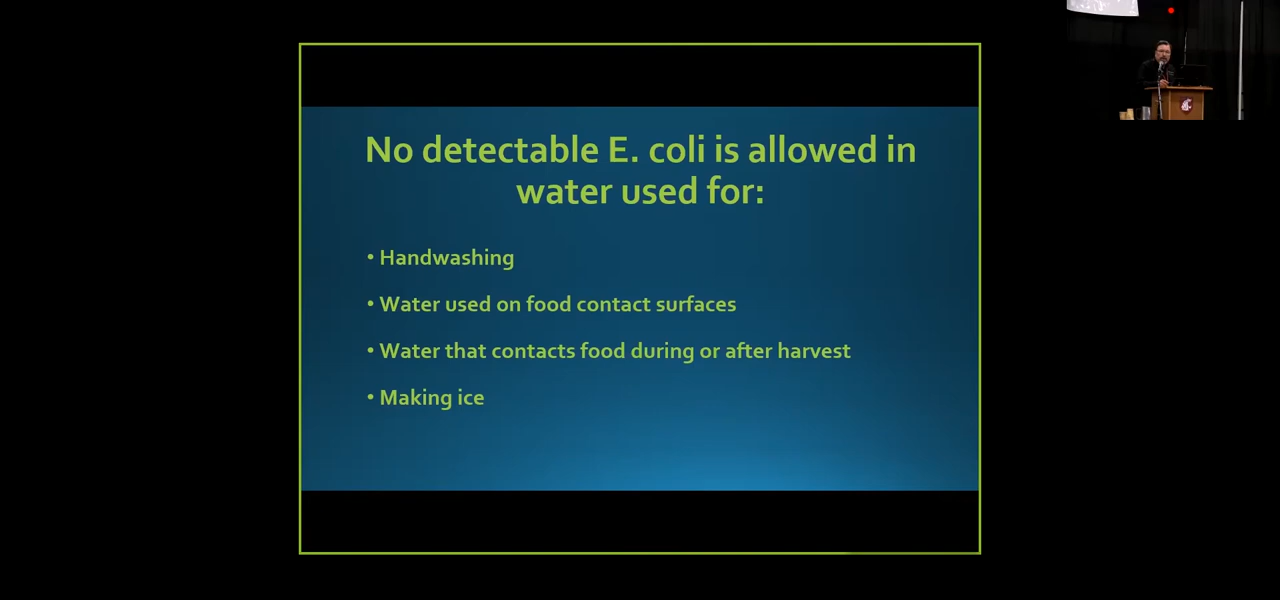 No detectable E. coli is allowed in
water used for:
• Handwashing
• Water used on food contact surfaces
• Water that contacts food during or after harvest
• Making ice